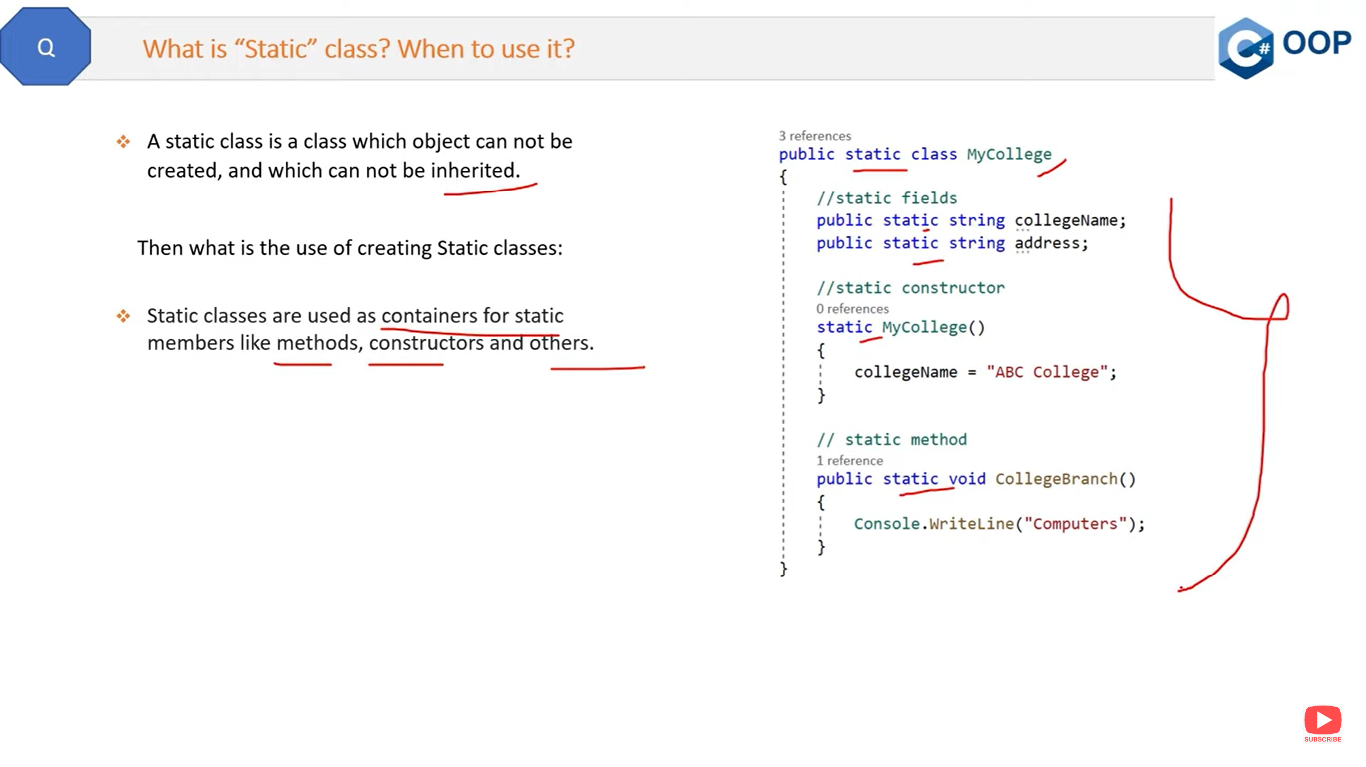 Q
What is “Static” class? When to use it?
C# OOP
A static class is a class which object can not be
created, and which can not be inherited.
Then what is the use of creating Static classes:
Static classes are used as containers for static
members like methods, constructors and others.
3 references
public static class MyCollege
{
//static fields
public static string collegeName;
public static string address;
//static constructor
0 references
static MyCollege()
{
collegeName = "ABC College";
}
// static method
1 reference
public static void CollegeBranch()
{
Console.WriteLine("Computers");
}
}
SUBSCRIBE